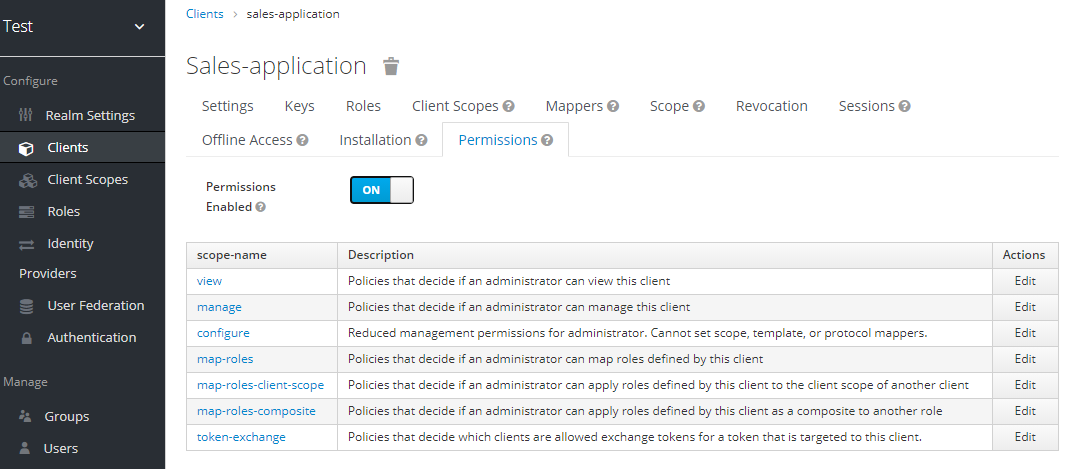 Test
Configure
Realm Settings
Clients
Client Scopes
Roles
Identity
Providers
User Federation
Authentication
Manage
Groups
Users
Clients › sales-application
Sales-application
Settings Keys Roles Client Scopes Mappers Scope Revocation Sessions
Offline Access Installation Permissions
Permissions
Enabled
ON
scope-name Description Actions
view Policies that decide if an administrator can view this client Edit
manage Policies that decide if an administrator can manage this client Edit
configure Reduced management permissions for administrator. Cannot set scope, template, or protocol mappers. Edit
map-roles Policies that decide if an administrator can map roles defined by this client Edit
map-roles-client-scope Policies that decide if an administrator can apply roles defined by this client to the client scope of another client Edit
map-roles-composite Policies that decide if an administrator can apply roles defined by this client as a composite to another role Edit
token-exchange Policies that decide which clients are allowed exchange tokens for a token that is targeted to this client. Edit